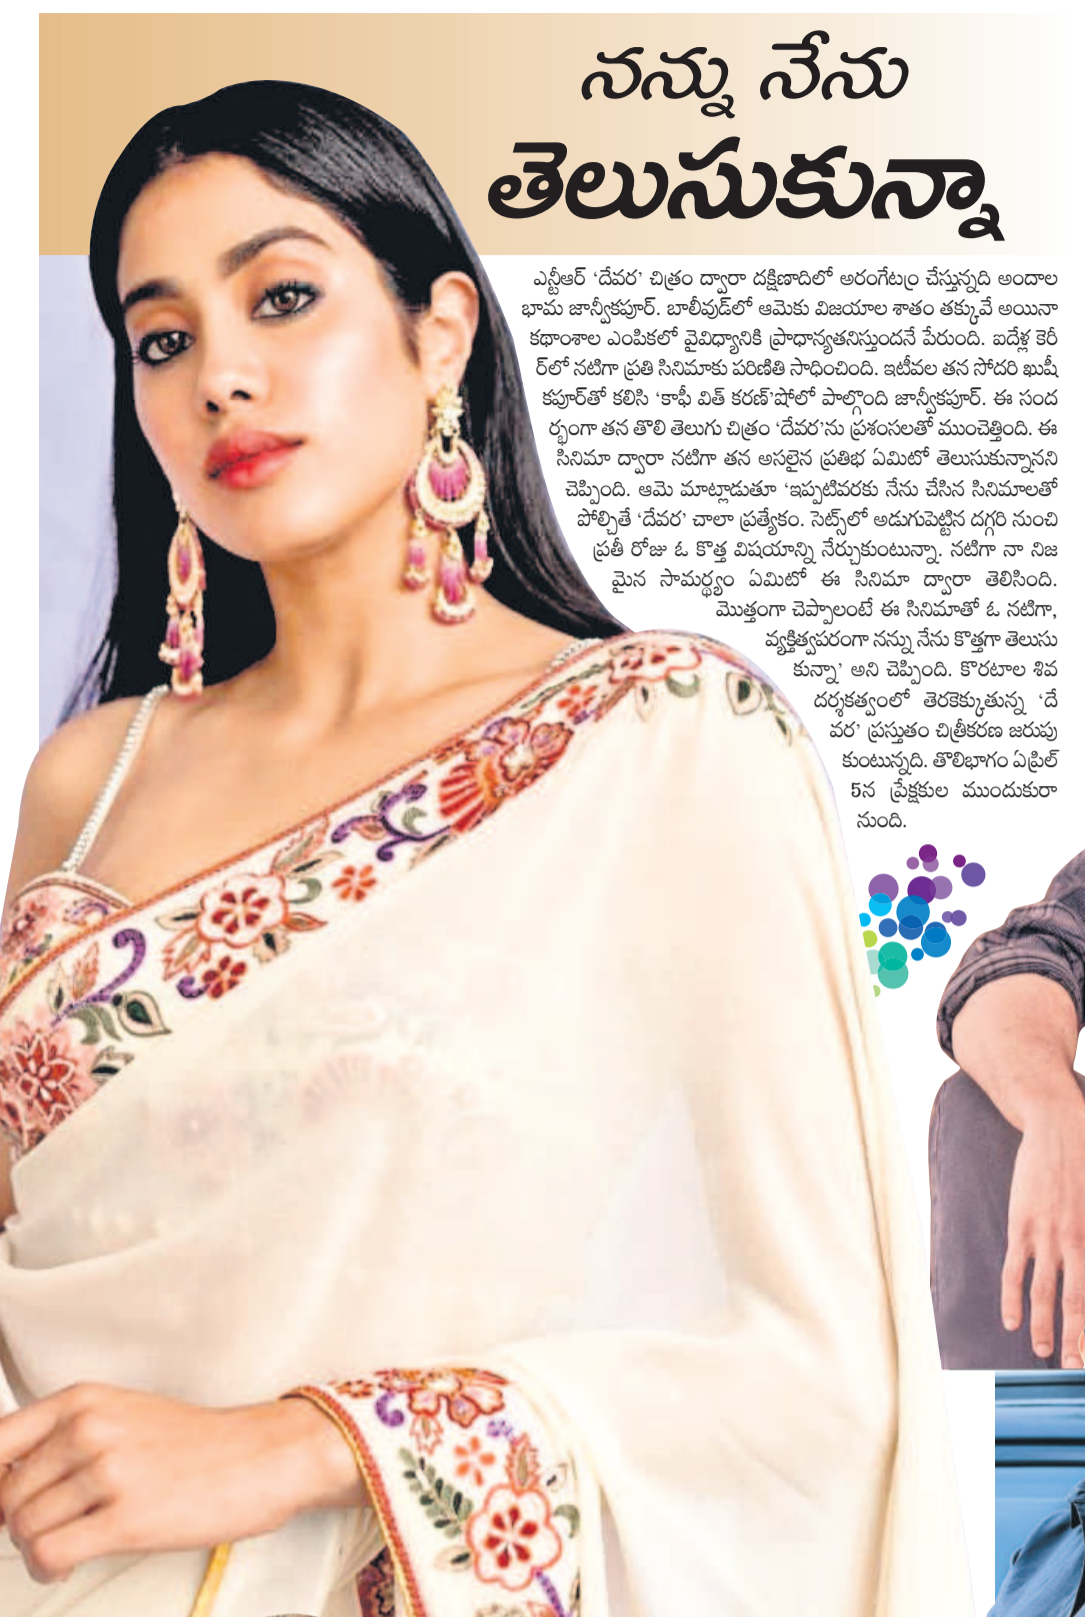 నన్ను నేను
తెలుసుకున్నా
ఎన్టీఆర్ ‘దేవర’ చిత్రం ద్వారా దక్షిణాదిలో అరంగేట్రం చేస్తున్నది అందాల
భామ జాన్వీకపూర్. బాలీవుడ్‌లో ఆమెకు విజయాల శాతం తక్కువే అయినా
కథాంశాల ఎంపికలో వైవిధ్యానికి ప్రాధాన్యతనిస్తుందనే పేరుంది. ఐదేళ్ల కెరీ
ర్‌లో నటిగా ప్రతి సినిమాకు పరిణితి సాధించింది. ఇటీవల తన సోదరి ఖుషీ
కపూర్‌తో కలిసి ‘కాఫీ విత్ కరణ్’షోలో పాల్గొంది జాన్వీకపూర్. ఈ సంద
ర్భంగా తన తొలి తెలుగు చిత్రం ‘దేవర’ను ప్రశంసలతో ముంచెత్తింది. ఈ
సినిమా ద్వారా నటిగా తన అసలైన ప్రతిభ ఏమిటో తెలుసుకున్నానని
చెప్పింది. ఆమె మాట్లాడుతూ ‘ఇప్పటివరకు నేను చేసిన సినిమాలతో
పోల్చితే ‘దేవర’ చాలా ప్రత్యేకం. సెట్స్‌లో అడుగుపెట్టిన దగ్గరి నుంచి
ప్రతీ రోజు ఓ కొత్త విషయాన్ని నేర్చుకుంటున్నా. నటిగా నా నిజ
మైన సామర్థ్యం ఏమిటో ఈ సినిమా ద్వారా తెలిసింది.
మొత్తంగా చెప్పాలంటే ఈ సినిమాతో ఓ నటిగా,
వ్యక్తిత్వపరంగా నన్ను నేను కొత్తగా తెలుసు
కున్నా’ అని చెప్పింది. కొరటాల శివ
దర్శకత్వంలో తెరకెక్కుతున్న ‘దే
వర’ ప్రస్తుతం చిత్రీకరణ జరుపు
కుంటున్నది. తొలిభాగం ఏప్రిల్
5న ప్రేక్షకుల ముందుకురా
నుంది.